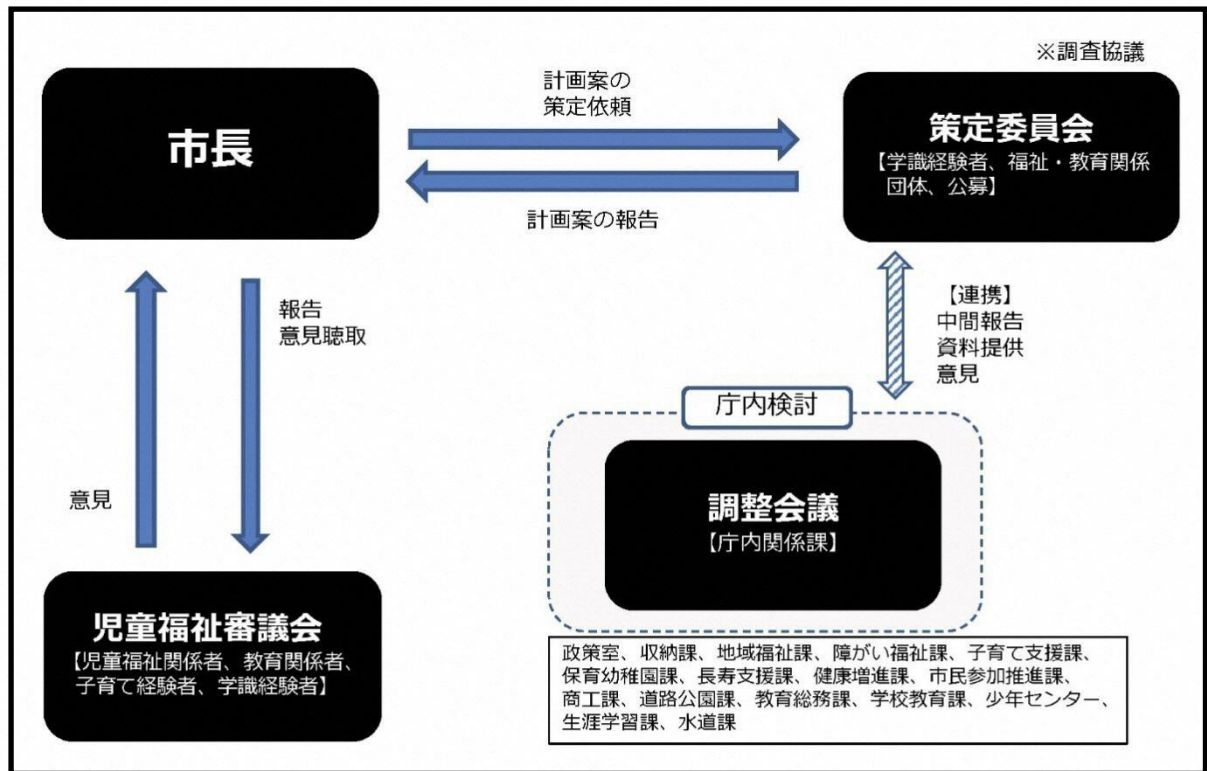 ※調査協議
市長
計画案の
策定依頼
策定委員会
【学識経験者、福祉・教育関係
団体、公募】
計画案の報告
報告
意見聴取
【連携】
中間報告
資料提供
意見
庁内検討
調整会議
【庁内関係課】
意見
児童福祉審議会
【児童福祉関係者、教育関係者、
子育て経験者、学識経験者】
政策室、収納課、地域福祉課、障がい福祉課、子育て支援課、
保育幼稚園課、長寿支援課、健康増進課、市民参加推進課、
商工課、道路公園課、教育総務課、学校教育課、少年センター、
生涯学習課、水道課